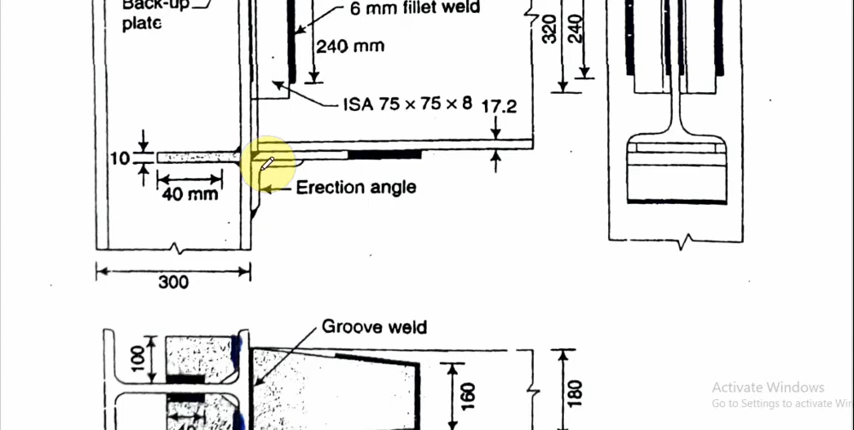 Back-up
plate
6 mm fillet weld
240 mm
320
240
ISA 75 × 75 × 8
17.2
10
40 mm
Erection angle
300
Groove weld
100
160
180
Activate Windows
Go to Settings to activate Win